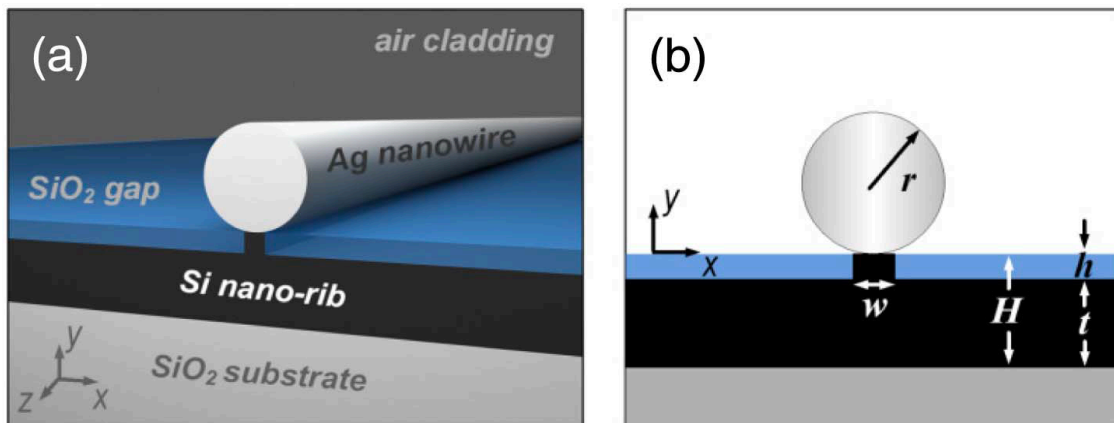 (a)
air cladding
Ag nanowire
SiO₂ gap
Si nano-rib
SiO₂ substrate
y
z
x
(b)
r
y
x
h
w
H
t